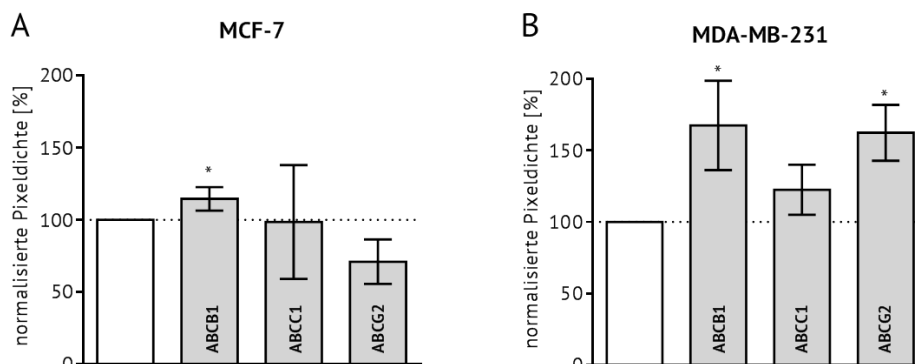 A
MCF-7
normalisierte Pixeldichte [%]
200
150
100
50
0
*
ABCB1
ABCC1
ABCG2
B
MDA-MB-231
normalisierte Pixeldichte [%]
200
150
100
50
0
*
*
ABCB1
ABCC1
ABCG2